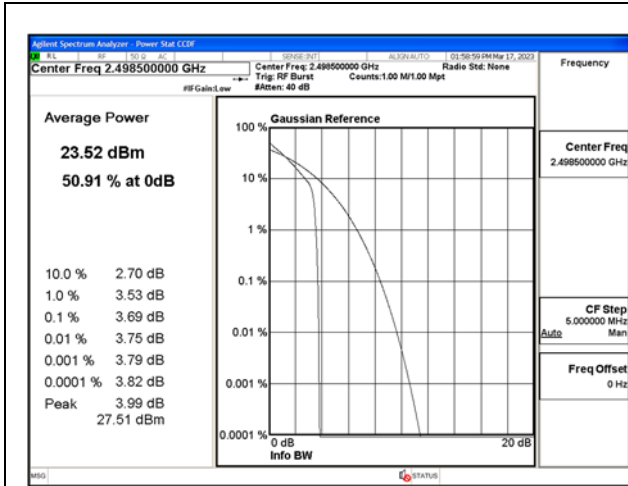 Agilent Spectrum Analyzer - Power Stat CCDF
RL RF 50 Ω AC SENSE:INT ALIGN AUTO 01:58:59 PM Mar 17, 2023
Center Freq 2.498500000 GHz
Center Freq: 2.498500000 GHz Radio Std: None
Trig: RF Burst Counts:1.00 M/1.00 Mpt
#IFGain:Low #Atten: 40 dB
Frequency
Average Power
23.52 dBm
50.91 % at 0dB
10.0 % 2.70 dB
1.0 % 3.53 dB
0.1 % 3.69 dB
0.01 % 3.75 dB
0.001 % 3.79 dB
0.0001 % 3.82 dB
Peak 3.99 dB
27.51 dBm
Gaussian Reference
100 %
10 %
1 %
0.1 %
0.01 %
0.001 %
0.0001 %
0 dB 20 dB
Info BW
Center Freq
2.498500000 GHz
CF Step
5.000000 MHz
Auto Man
Freq Offset
0 Hz
MSG STATUS